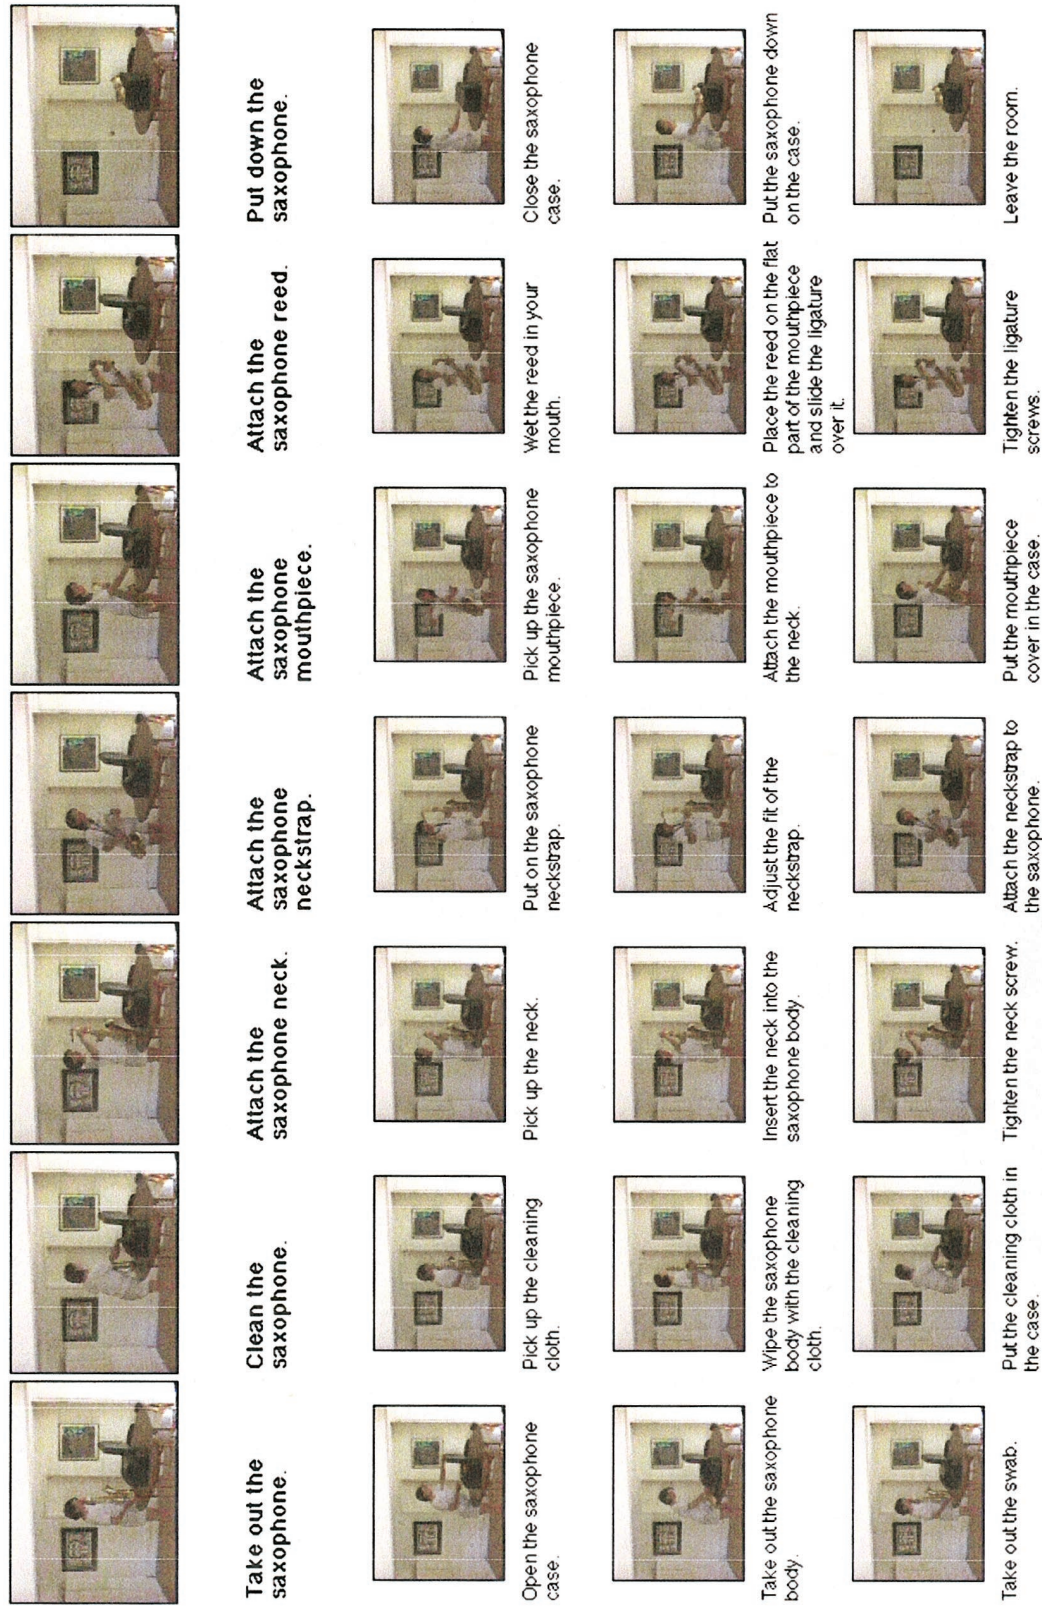 Take out the
saxophone.
Clean the
saxophone.
Attach the
saxophone neck.
Attach the
saxophone
neckstrap.
Attach the
saxophone
mouthpiece.
Attach the
saxophone reed.
Put down the
saxophone.
Open the saxophone
case.
Pick up the cleaning
cloth.
Pick up the neck.
Put on the saxophone
neckstrap.
Pick up the saxophone
mouthpiece.
Wet the reed in your
mouth.
Close the saxophone
case.
Take out the saxophone
body.
Wipe the saxophone
body with the cleaning
cloth.
Insert the neck into the
saxophone body.
Adjust the fit of the
neckstrap.
Attach the mouthpiece to
the neck.
Place the reed on the flat
part of the mouthpiece
and slide the ligature
over it.
Put the saxophone down
on the case.
Take out the swab.
Put the cleaning cloth in
the case.
Tighten the neck screw.
Attach the neckstrap to
the saxophone.
Put the mouthpiece
cover in the case.
Tighten the ligature
screws.
Leave the room.